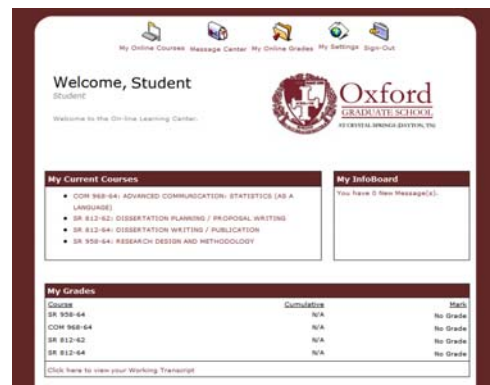 My Online Courses Message Center My Online Grades My Settings Sign-Out
Welcome, Student
Student
Welcome to the On-line Learning Center.
Oxford
GRADUATE SCHOOL
AT CRYSTAL SPRINGS (DAYTON, TN)
My Current Courses
COM 968-64: ADVANCED COMMUNICATION: STATISTICS (AS A
LANGUAGE)
SR 812-62: DISSERTATION PLANNING / PROPOSAL WRITING
SR 812-64: DISSERTATION WRITING / PUBLICATION
SR 958-64: RESEARCH DESIGN AND METHODOLOGY
My InfoBoard
You have 0 New Message(s).
My Grades
Course Cumulative Mark
SR 958-64 N/A No Grade
COM 968-64 N/A No Grade
SR 812-62 N/A No Grade
SR 812-64 N/A No Grade
Click here to view your Working Transcript